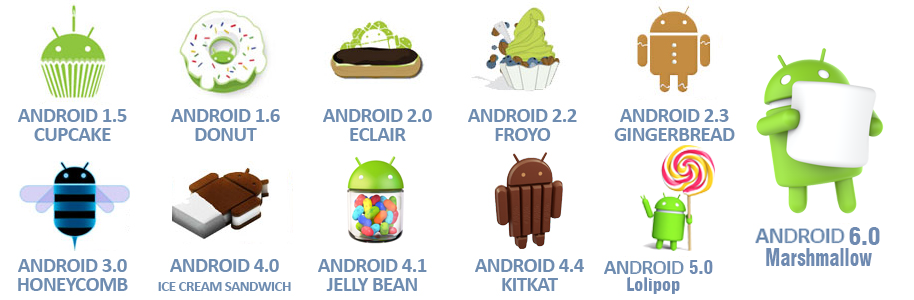 ANDROID 1.5
CUPCAKE
ANDROID 1.6
DONUT
ANDROID 2.0
ECLAIR
ANDROID 2.2
FROYO
ANDROID 2.3
GINGERBREAD
ANDROID 3.0
HONEYCOMB
ANDROID 4.0
ICE CREAM SANDWICH
ANDROID 4.1
JELLY BEAN
ANDROID 4.4
KITKAT
ANDROID 5.0
Lolipop
ANDROID 6.0
Marshmallow